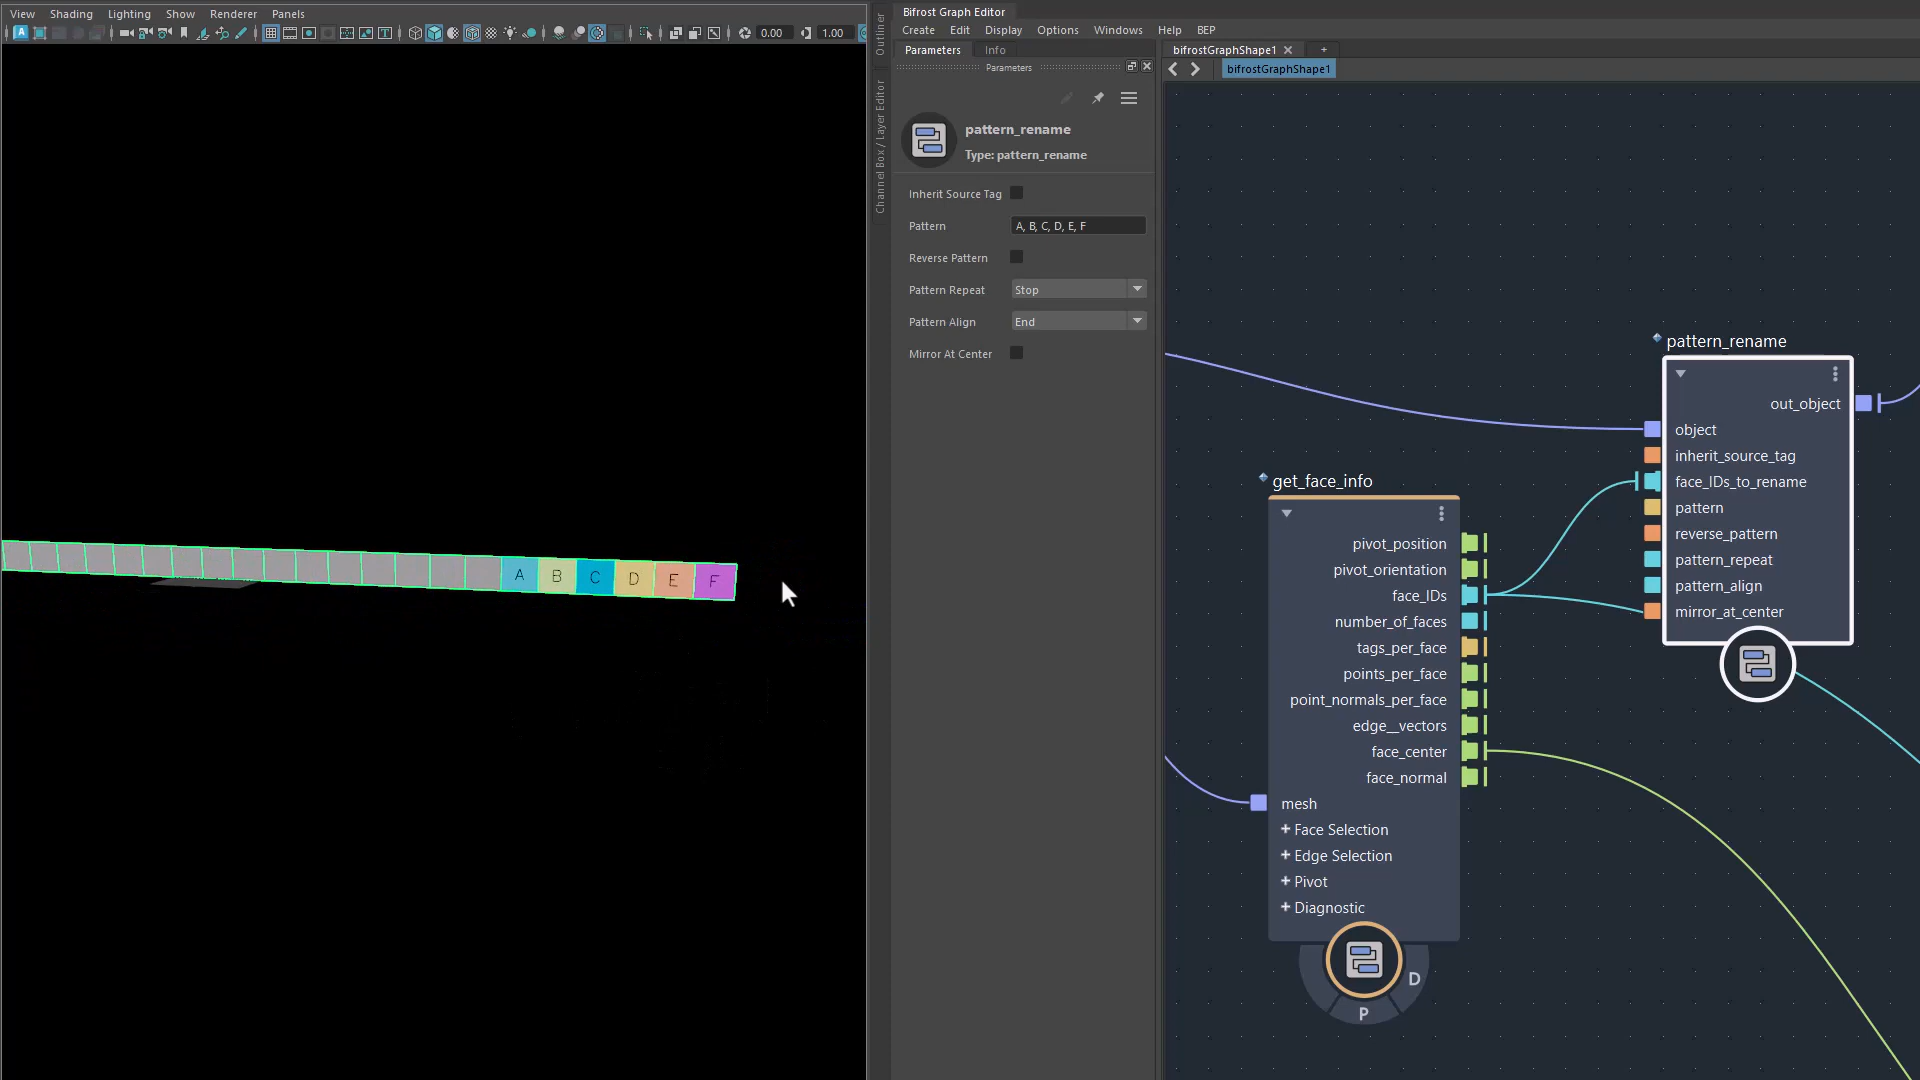 View Shading Lighting Show Renderer Panels
0.00 1.00
A B C D E F
Outliner
Channel Box / Layer Editor
Bifrost Graph Editor
Create Edit Display Options Windows Help BEP
Parameters Info
Parameters
pattern_rename
Type: pattern_rename
Inherit Source Tag
Pattern A, B, C, D, E, F
Reverse Pattern
Pattern Repeat Stop
Pattern Align End
Mirror At Center
bifrostGraphShape1 +
bifrostGraphShape1
pattern_rename
out_object
object
inherit_source_tag
face_IDs_to_rename
pattern
reverse_pattern
pattern_repeat
pattern_align
mirror_at_center
get_face_info
pivot_position
pivot_orientation
face_IDs
number_of_faces
tags_per_face
points_per_face
point_normals_per_face
edge__vectors
face_center
face_normal
mesh
+ Face Selection
+ Edge Selection
+ Pivot
+ Diagnostic
D
P